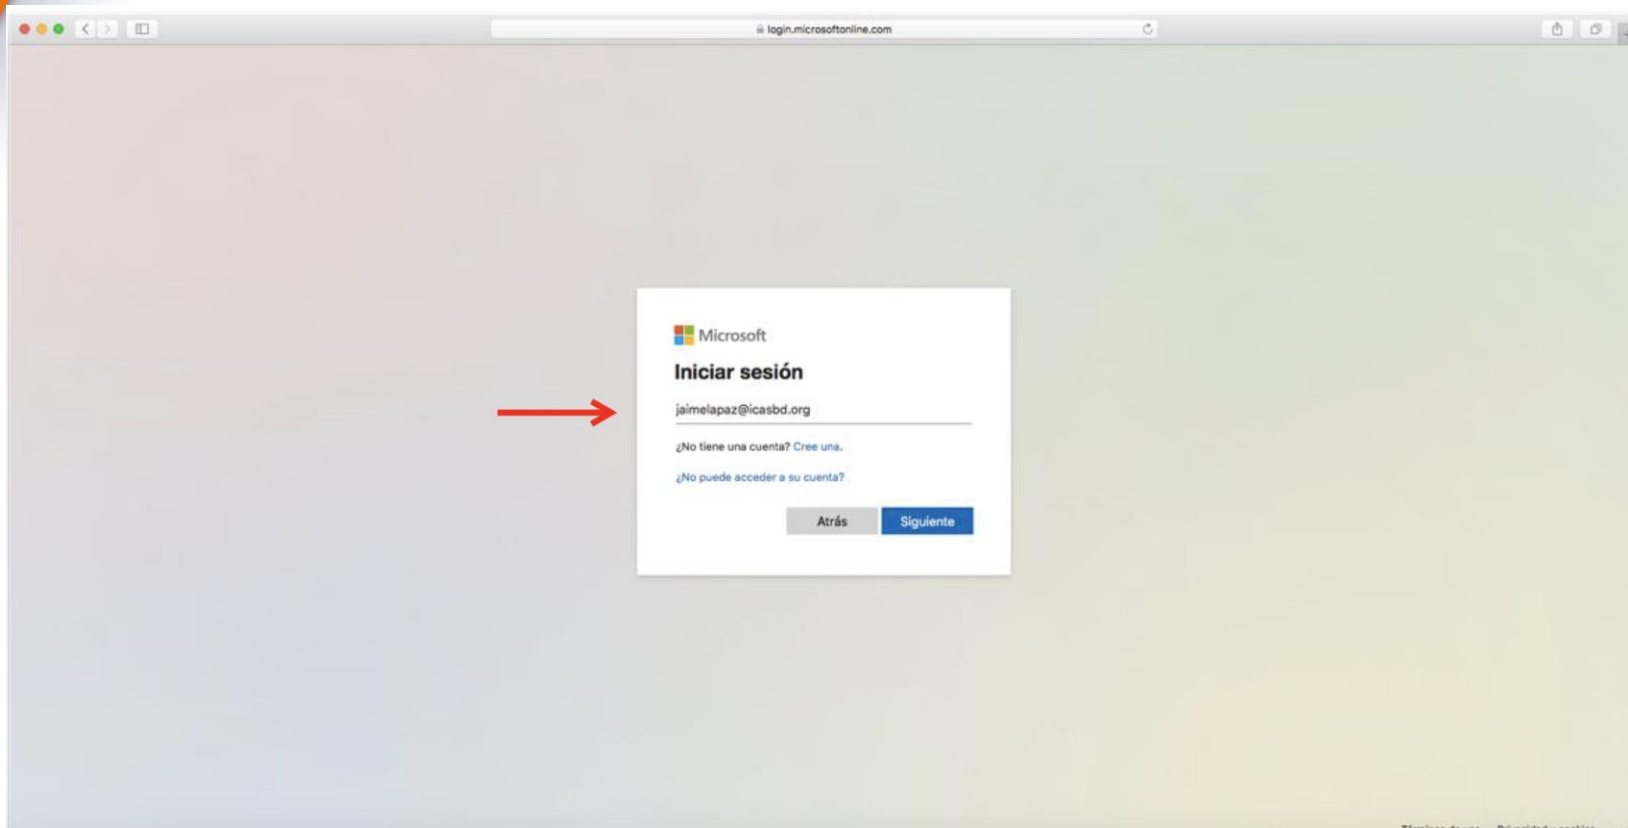 login.microsoftonline.com
Microsoft
Iniciar sesión
jaimelapaz@icasbd.org
¿No tiene una cuenta? Cree una.
¿No puede acceder a su cuenta?
Atrás Siguiente